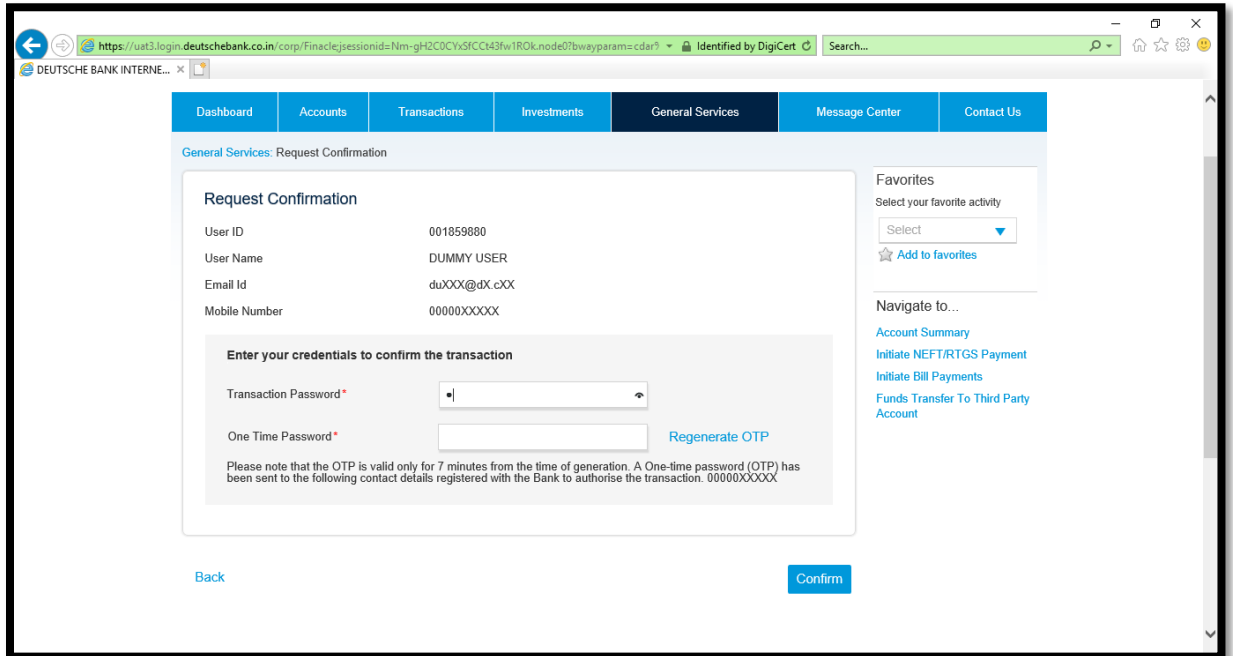 https://uat3.login.deutschebank.co.in/corp/Finacle;jsessionid=Nm-gH2C0CYxSfCCt43fw1ROk.node0?bwayparam=cdar Identified by DigiCert Search...
DEUTSCHE BANK INTERNE...
Dashboard Accounts Transactions Investments General Services Message Center Contact Us
General Services: Request Confirmation
Request Confirmation
User ID 001859880
User Name DUMMY USER
Email Id duXXX@dX.cXX
Mobile Number 00000XXXXX
Enter your credentials to confirm the transaction
Transaction Password*
One Time Password* Regenerate OTP
Please note that the OTP is valid only for 7 minutes from the time of generation. A One-time password (OTP) has
been sent to the following contact details registered with the Bank to authorise the transaction. 00000XXXXX
Back Confirm
Favorites
Select your favorite activity
Select
Add to favorites
Navigate to...
Account Summary
Initiate NEFT/RTGS Payment
Initiate Bill Payments
Funds Transfer To Third Party
Account